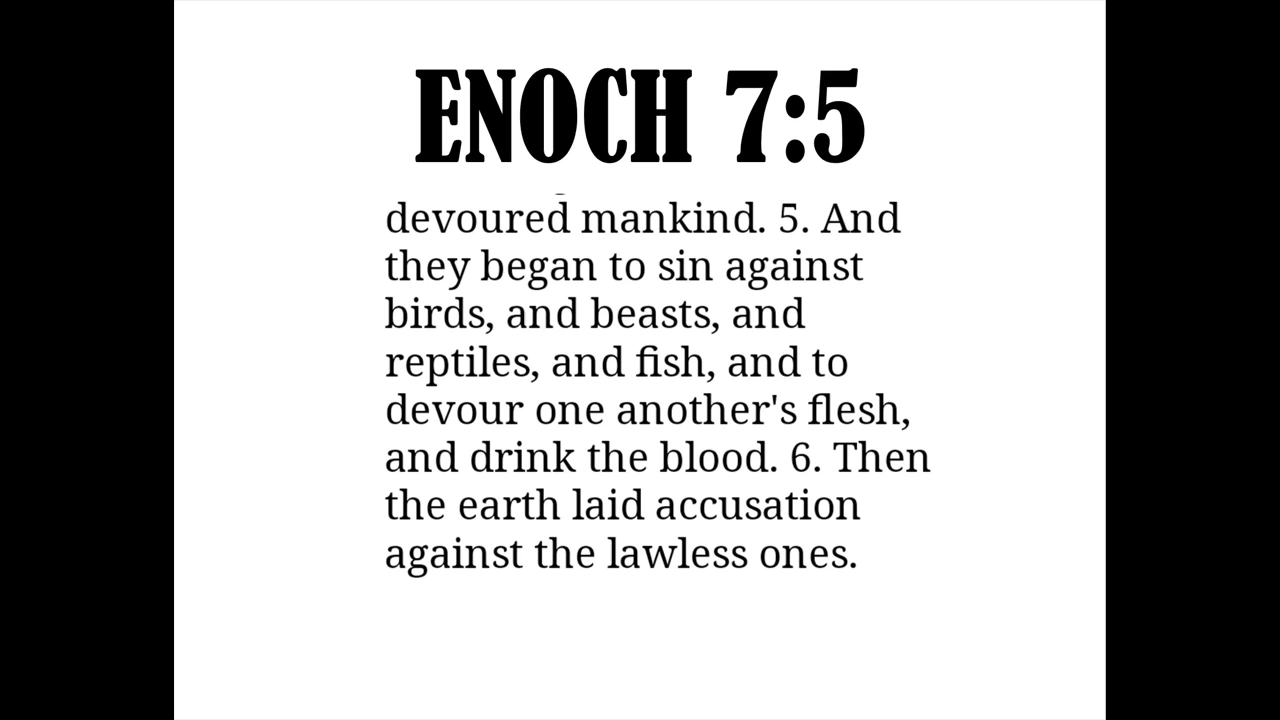 ENOCH 7:5
devoured mankind. 5. And
they began to sin against
birds, and beasts, and
reptiles, and fish, and to
devour one another's flesh,
and drink the blood. 6. Then
the earth laid accusation
against the lawless ones.